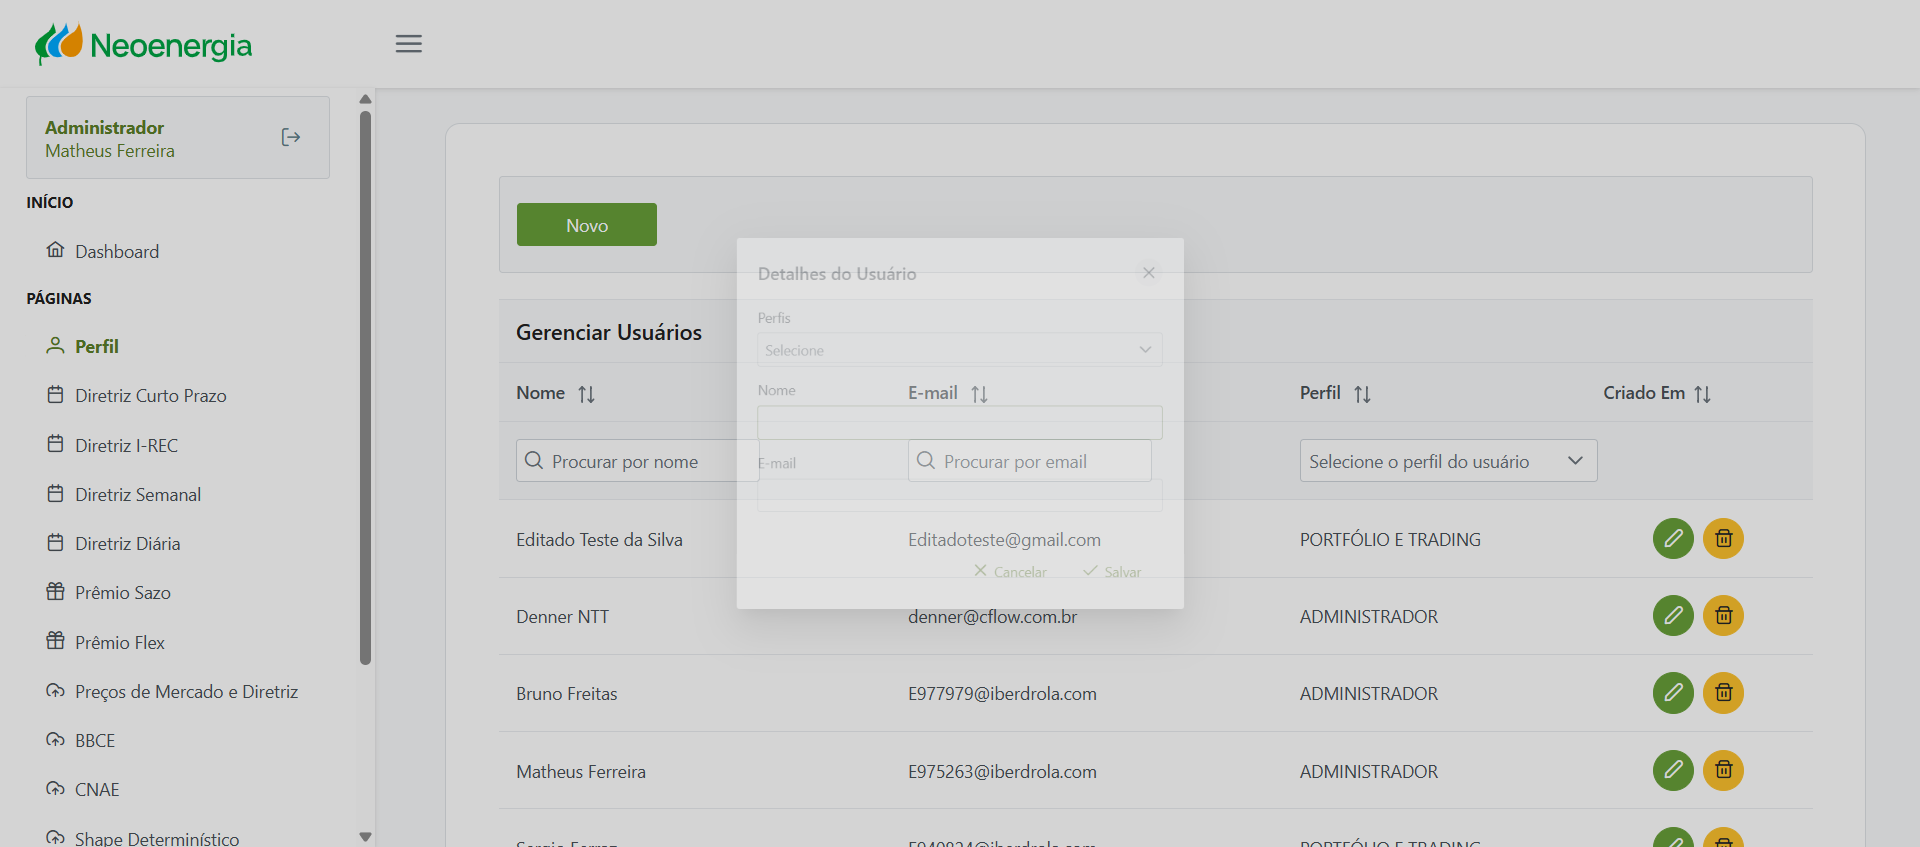 Neoenergia
Administrador
Matheus Ferreira
INÍCIO
Dashboard
PÁGINAS
Perfil
Diretriz Curto Prazo
Diretriz I-REC
Diretriz Semanal
Diretriz Diária
Prêmio Sazo
Prêmio Flex
Preços de Mercado e Diretriz
BBCE
CNAE
Shape Determinístico
Novo
Detalhes do Usuário
Perfis
Selecione
Nome
E-mail
Cancelar Salvar
Gerenciar Usuários
Nome E-mail Perfil Criado Em
Procurar por nome Procurar por email Selecione o perfil do usuário
Editado Teste da Silva Editadoteste@gmail.com PORTFÓLIO E TRADING
Denner NTT denner@cflow.com.br ADMINISTRADOR
Bruno Freitas E977979@iberdrola.com ADMINISTRADOR
Matheus Ferreira E975263@iberdrola.com ADMINISTRADOR
PORTFÓLIO E TRADING